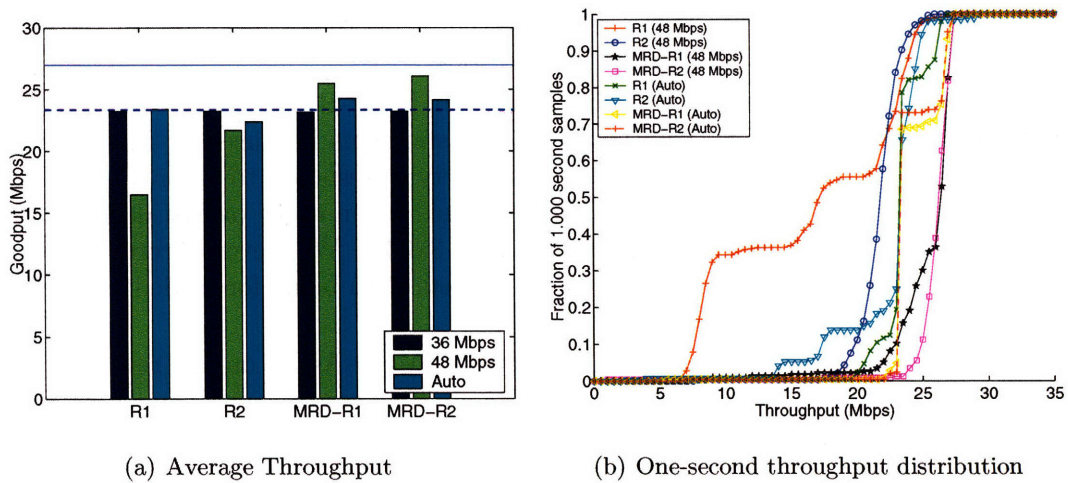 30
25
20
15
10
5
0
Goodput (Mbps)
R1
R2
MRD-R1
MRD-R2
36 Mbps
48 Mbps
Auto
(a) Average Throughput
1
0.9
0.8
0.7
0.6
0.5
0.4
0.3
0.2
0.1
0
Fraction of 1.000 second samples
R1 (48 Mbps)
R2 (48 Mbps)
MRD-R1 (48 Mbps)
MRD-R2 (48 Mbps)
R1 (Auto)
R2 (Auto)
MRD-R1 (Auto)
MRD-R2 (Auto)
0 5 10 15 20 25 30 35
Throughput (Mbps)
(b) One-second throughput distribution